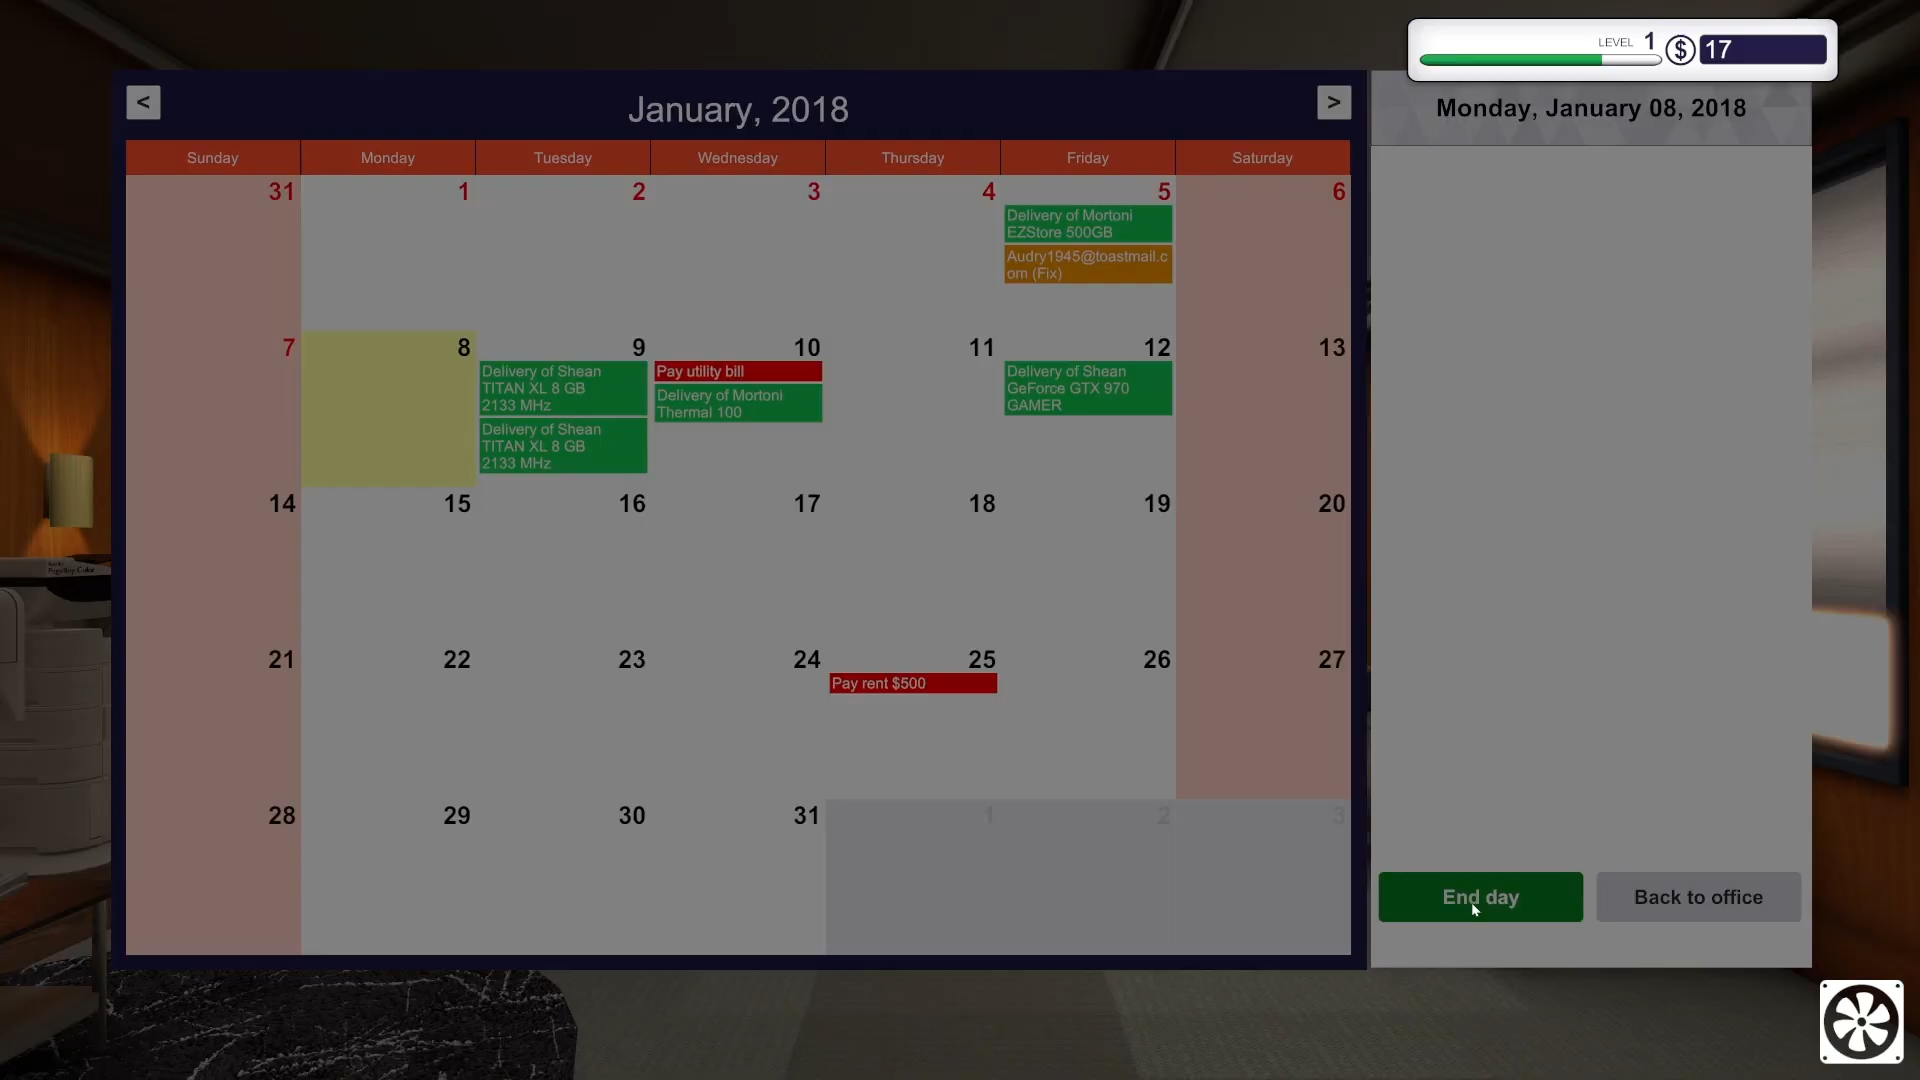 LEVEL 1 $ 17
< January, 2018 >
Monday, January 08, 2018
Sunday Monday Tuesday Wednesday Thursday Friday Saturday
31 1 2 3 4 5 6
Delivery of Mortoni
EZStore 500GB
Audry1945@toastmail.c
om (Fix)
7 8 9 10 11 12 13
Delivery of Shean
TITAN XL 8 GB
2133 MHz
Delivery of Shean
TITAN XL 8 GB
2133 MHz
Pay utility bill
Delivery of Mortoni
Thermal 100
Delivery of Shean
GeForce GTX 970
GAMER
14 15 16 17 18 19 20
21 22 23 24 25 26 27
Pay rent $500
28 29 30 31 1 2 3
End day
Back to office